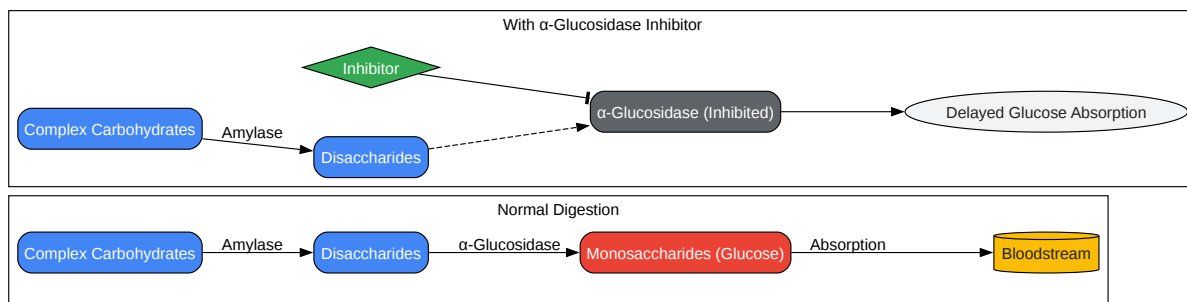 With α-Glucosidase Inhibitor
Inhibitor
Complex Carbohydrates
Amylase
Disaccharides
α-Glucosidase (Inhibited)
Delayed Glucose Absorption
Normal Digestion
Complex Carbohydrates
Amylase
Disaccharides
α-Glucosidase
Monosaccharides (Glucose)
Absorption
Bloodstream